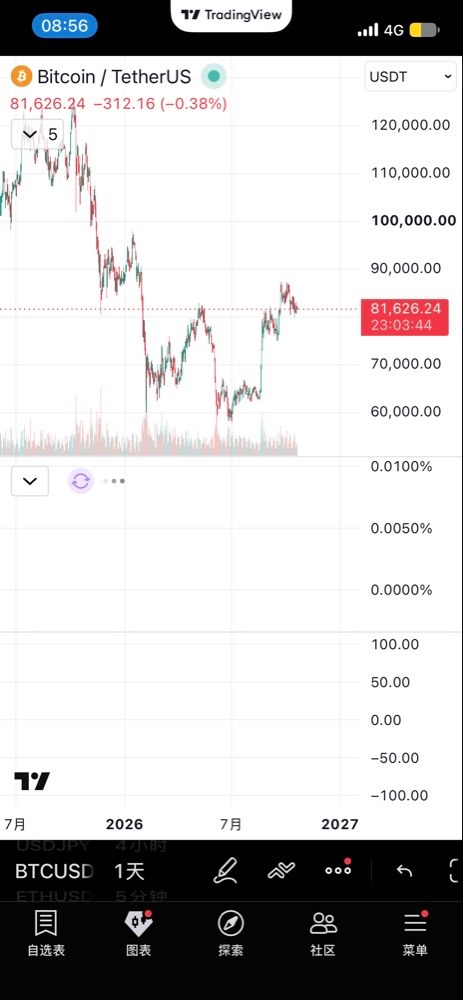 08:56
TradingView
4G
Bitcoin / TetherUS
USDT
81,626.24 −312.16 (−0.38%)
5
120,000.00
110,000.00
100,000.00
90,000.00
81,626.24
23:03:44
70,000.00
60,000.00
0.0100%
0.0050%
0.0000%
100.00
50.00
0.00
−50.00
−100.00
7月
2026
7月
2027
USDJPY 4小时
BTCUSD 1天
ETHUSD 5分钟
自选表
图表
探索
社区
菜单